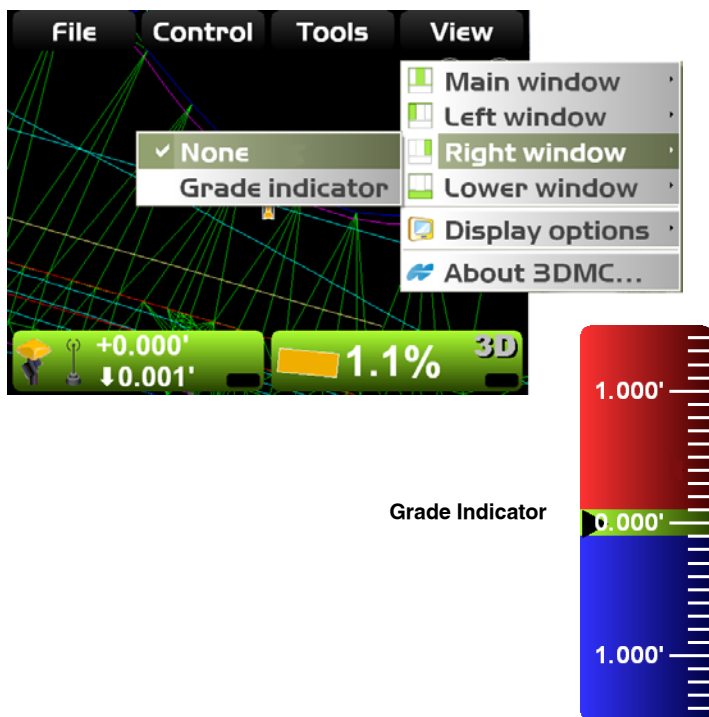 File Control Tools View
Main window
Left window
None
Right window
Grade indicator
Lower window
Display options
About 3DMC...
+0.000'
0.001'
1.1%
3D
1.000'
Grade Indicator
0.000'
1.000'